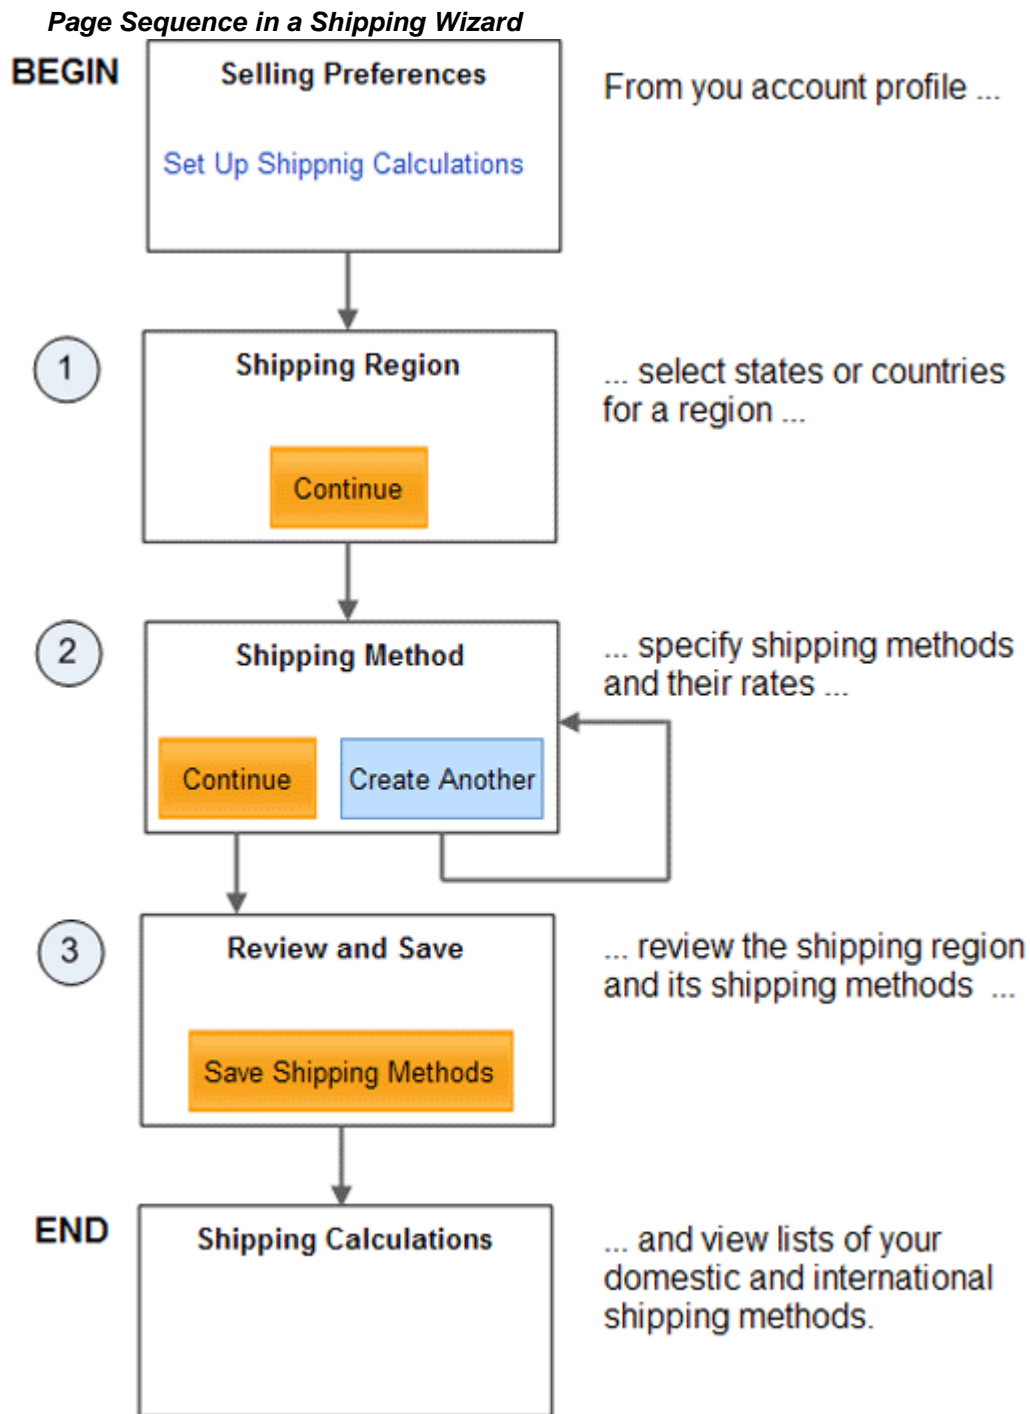 Page Sequence in a Shipping Wizard
BEGIN
Selling Preferences
From you account profile ...
Set Up Shippnig Calculations
1
Shipping Region
... select states or countries
for a region ...
Continue
2
Shipping Method
... specify shipping methods
and their rates ...
Continue
Create Another
3
Review and Save
... review the shipping region
and its shipping methods ...
Save Shipping Methods
END
Shipping Calculations
... and view lists of your
domestic and international
shipping methods.